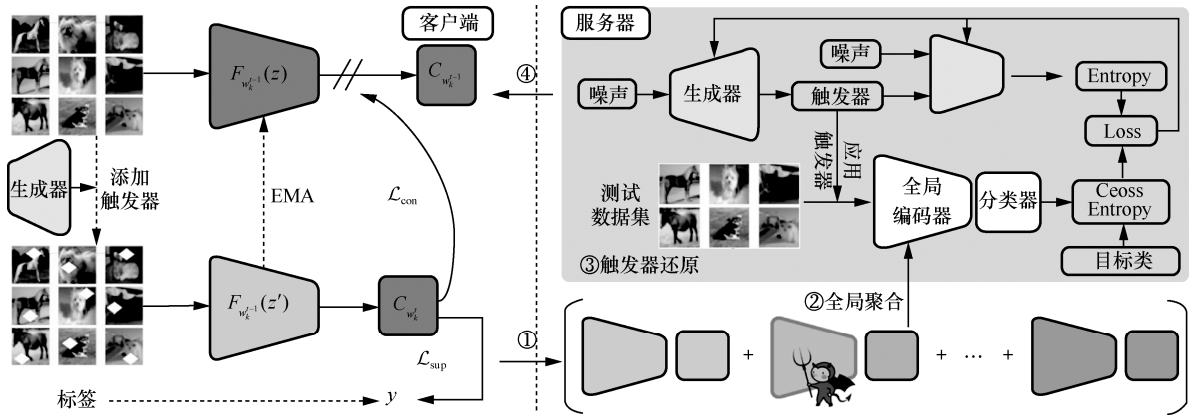 客户端
F_{w_k^{t-1}}(z)
C_{w_k^{t-1}}
生成器
添加
触发器
EMA
ℒ_con
F_{w_k^{t-1}}(z′)
C_{w_k^t}
ℒ_sup
标签
y
④
①
服务器
噪声
生成器
触发器
噪声
Entropy
Loss
应用
触发器
测试
数据集
全局
编码器
分类器
Ceoss
Entropy
目标类
③触发器还原
②全局聚合
+
+ … +